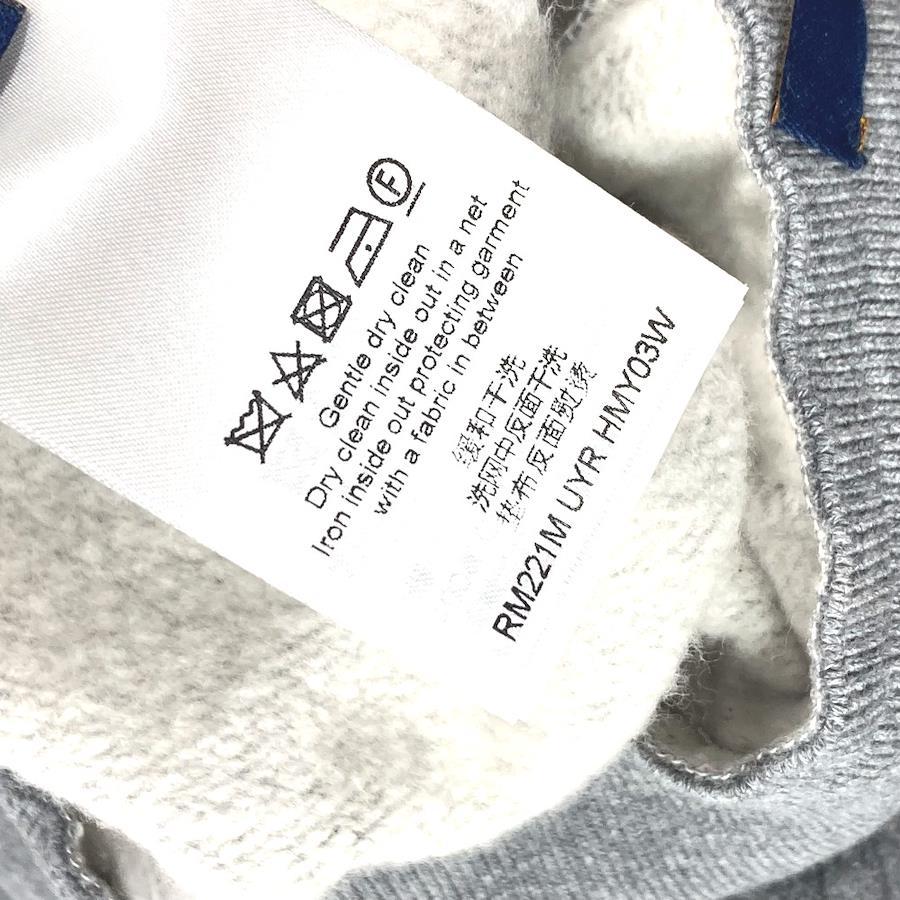 F
Gentle dry clean
Dry clean inside out in a net
Iron inside out protecting garment
with a fabric in between
缓和干洗
洗网中反面干洗
垫布反面熨烫
RM221M UYR HMY03W